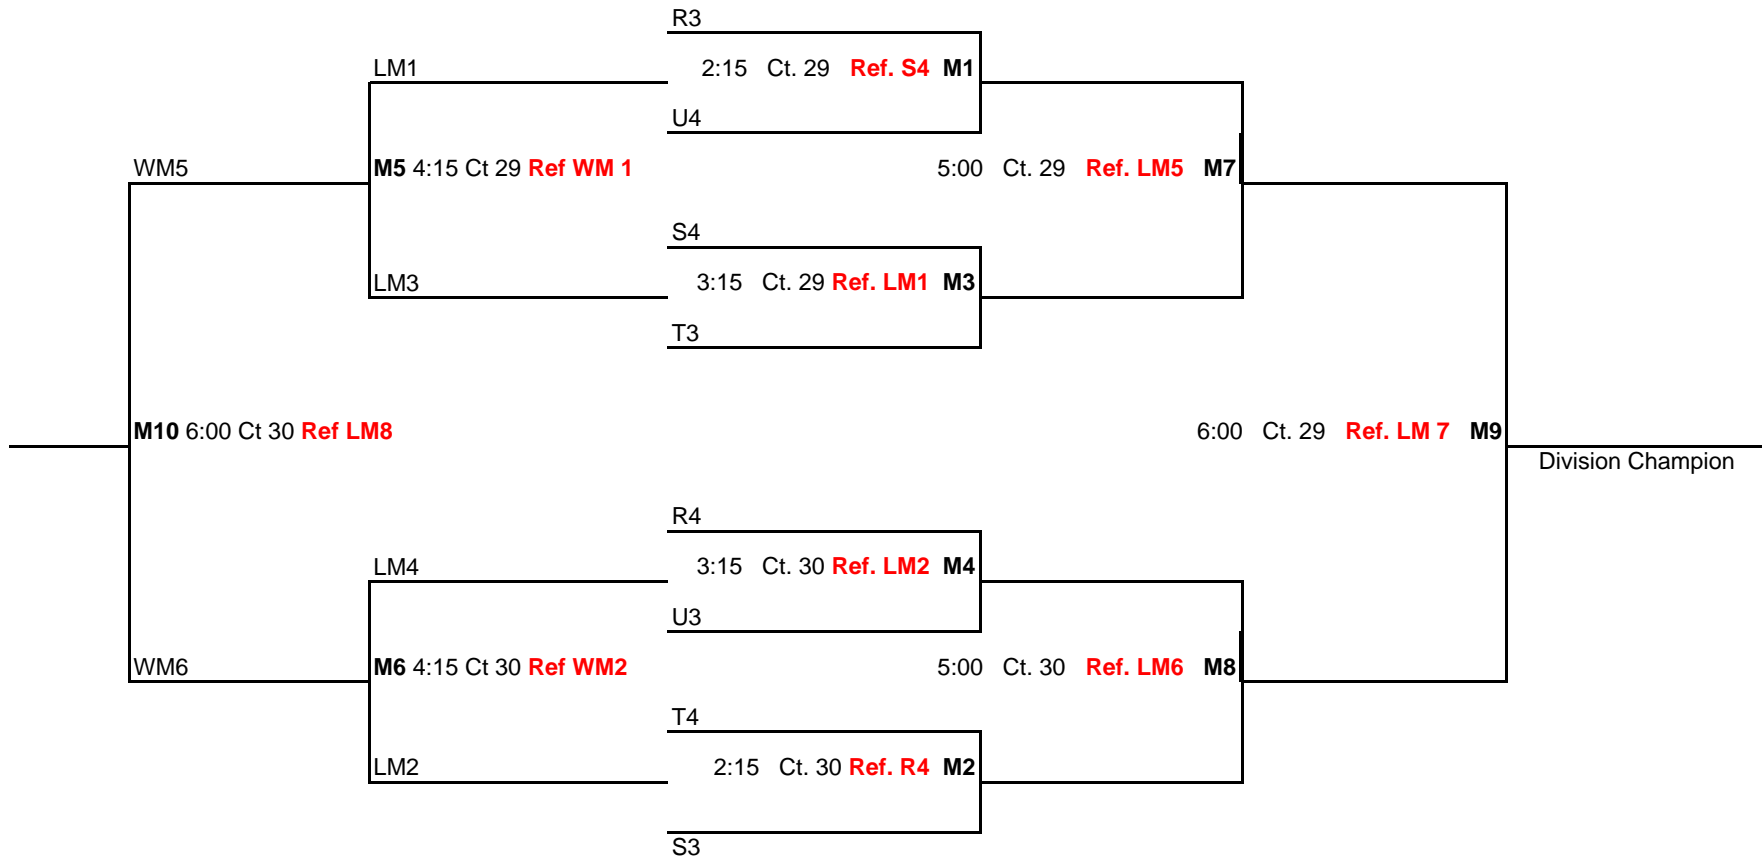 R3
LM1 2:15 Ct. 29 Ref. S4 M1
U4
WM5 M5 4:15 Ct 29 Ref WM 1 5:00 Ct. 29 Ref. LM5 M7
S4
LM3 3:15 Ct. 29 Ref. LM1 M3
T3
M10 6:00 Ct 30 Ref LM8 6:00 Ct. 29 Ref. LM 7 M9
Division Champion
R4
LM4 3:15 Ct. 30 Ref. LM2 M4
U3
WM6 M6 4:15 Ct 30 Ref WM2 5:00 Ct. 30 Ref. LM6 M8
T4
LM2 2:15 Ct. 30 Ref. R4 M2
S3